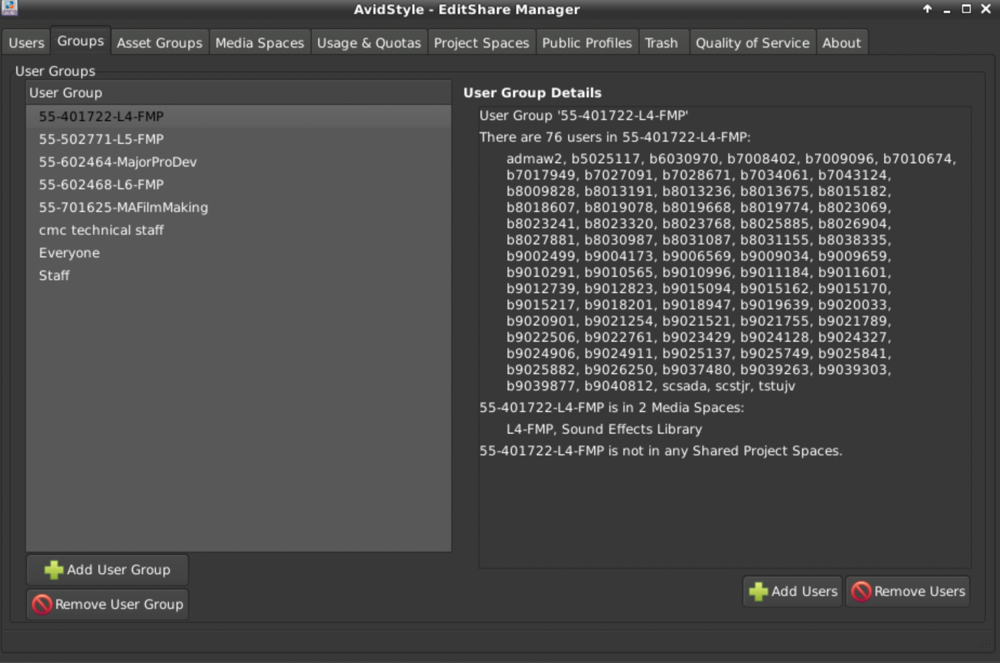 AvidStyle - EditShare Manager
Users Groups Asset Groups Media Spaces Usage & Quotas Project Spaces Public Profiles Trash Quality of Service About
User Groups
User Group
55-401722-L4-FMP
55-502771-L5-FMP
55-602464-MajorProDev
55-602468-L6-FMP
55-701625-MAFilmMaking
cmc technical staff
Everyone
Staff
Add User Group
Remove User Group
User Group Details
User Group '55-401722-L4-FMP'
There are 76 users in 55-401722-L4-FMP:
admaw2, b5025117, b6030970, b7008402, b7009096, b7010674,
b7017949, b7027091, b7028671, b7034061, b7043124,
b8009828, b8013191, b8013236, b8013675, b8015182,
b8018607, b8019078, b8019668, b8019774, b8023069,
b8023241, b8023320, b8023768, b8025885, b8026904,
b8027881, b8030987, b8031087, b8031155, b8038335,
b9002499, b9004173, b9006569, b9009034, b9009659,
b9010291, b9010565, b9010996, b9011184, b9011601,
b9012739, b9012823, b9015094, b9015162, b9015170,
b9015217, b9018201, b9018947, b9019639, b9020033,
b9020901, b9021254, b9021521, b9021755, b9021789,
b9022506, b9022761, b9023429, b9024128, b9024327,
b9024906, b9024911, b9025137, b9025749, b9025841,
b9025882, b9026250, b9037480, b9039263, b9039303,
b9039877, b9040812, scsada, scstjr, tstujv
55-401722-L4-FMP is in 2 Media Spaces:
L4-FMP, Sound Effects Library
55-401722-L4-FMP is not in any Shared Project Spaces.
Add Users
Remove Users